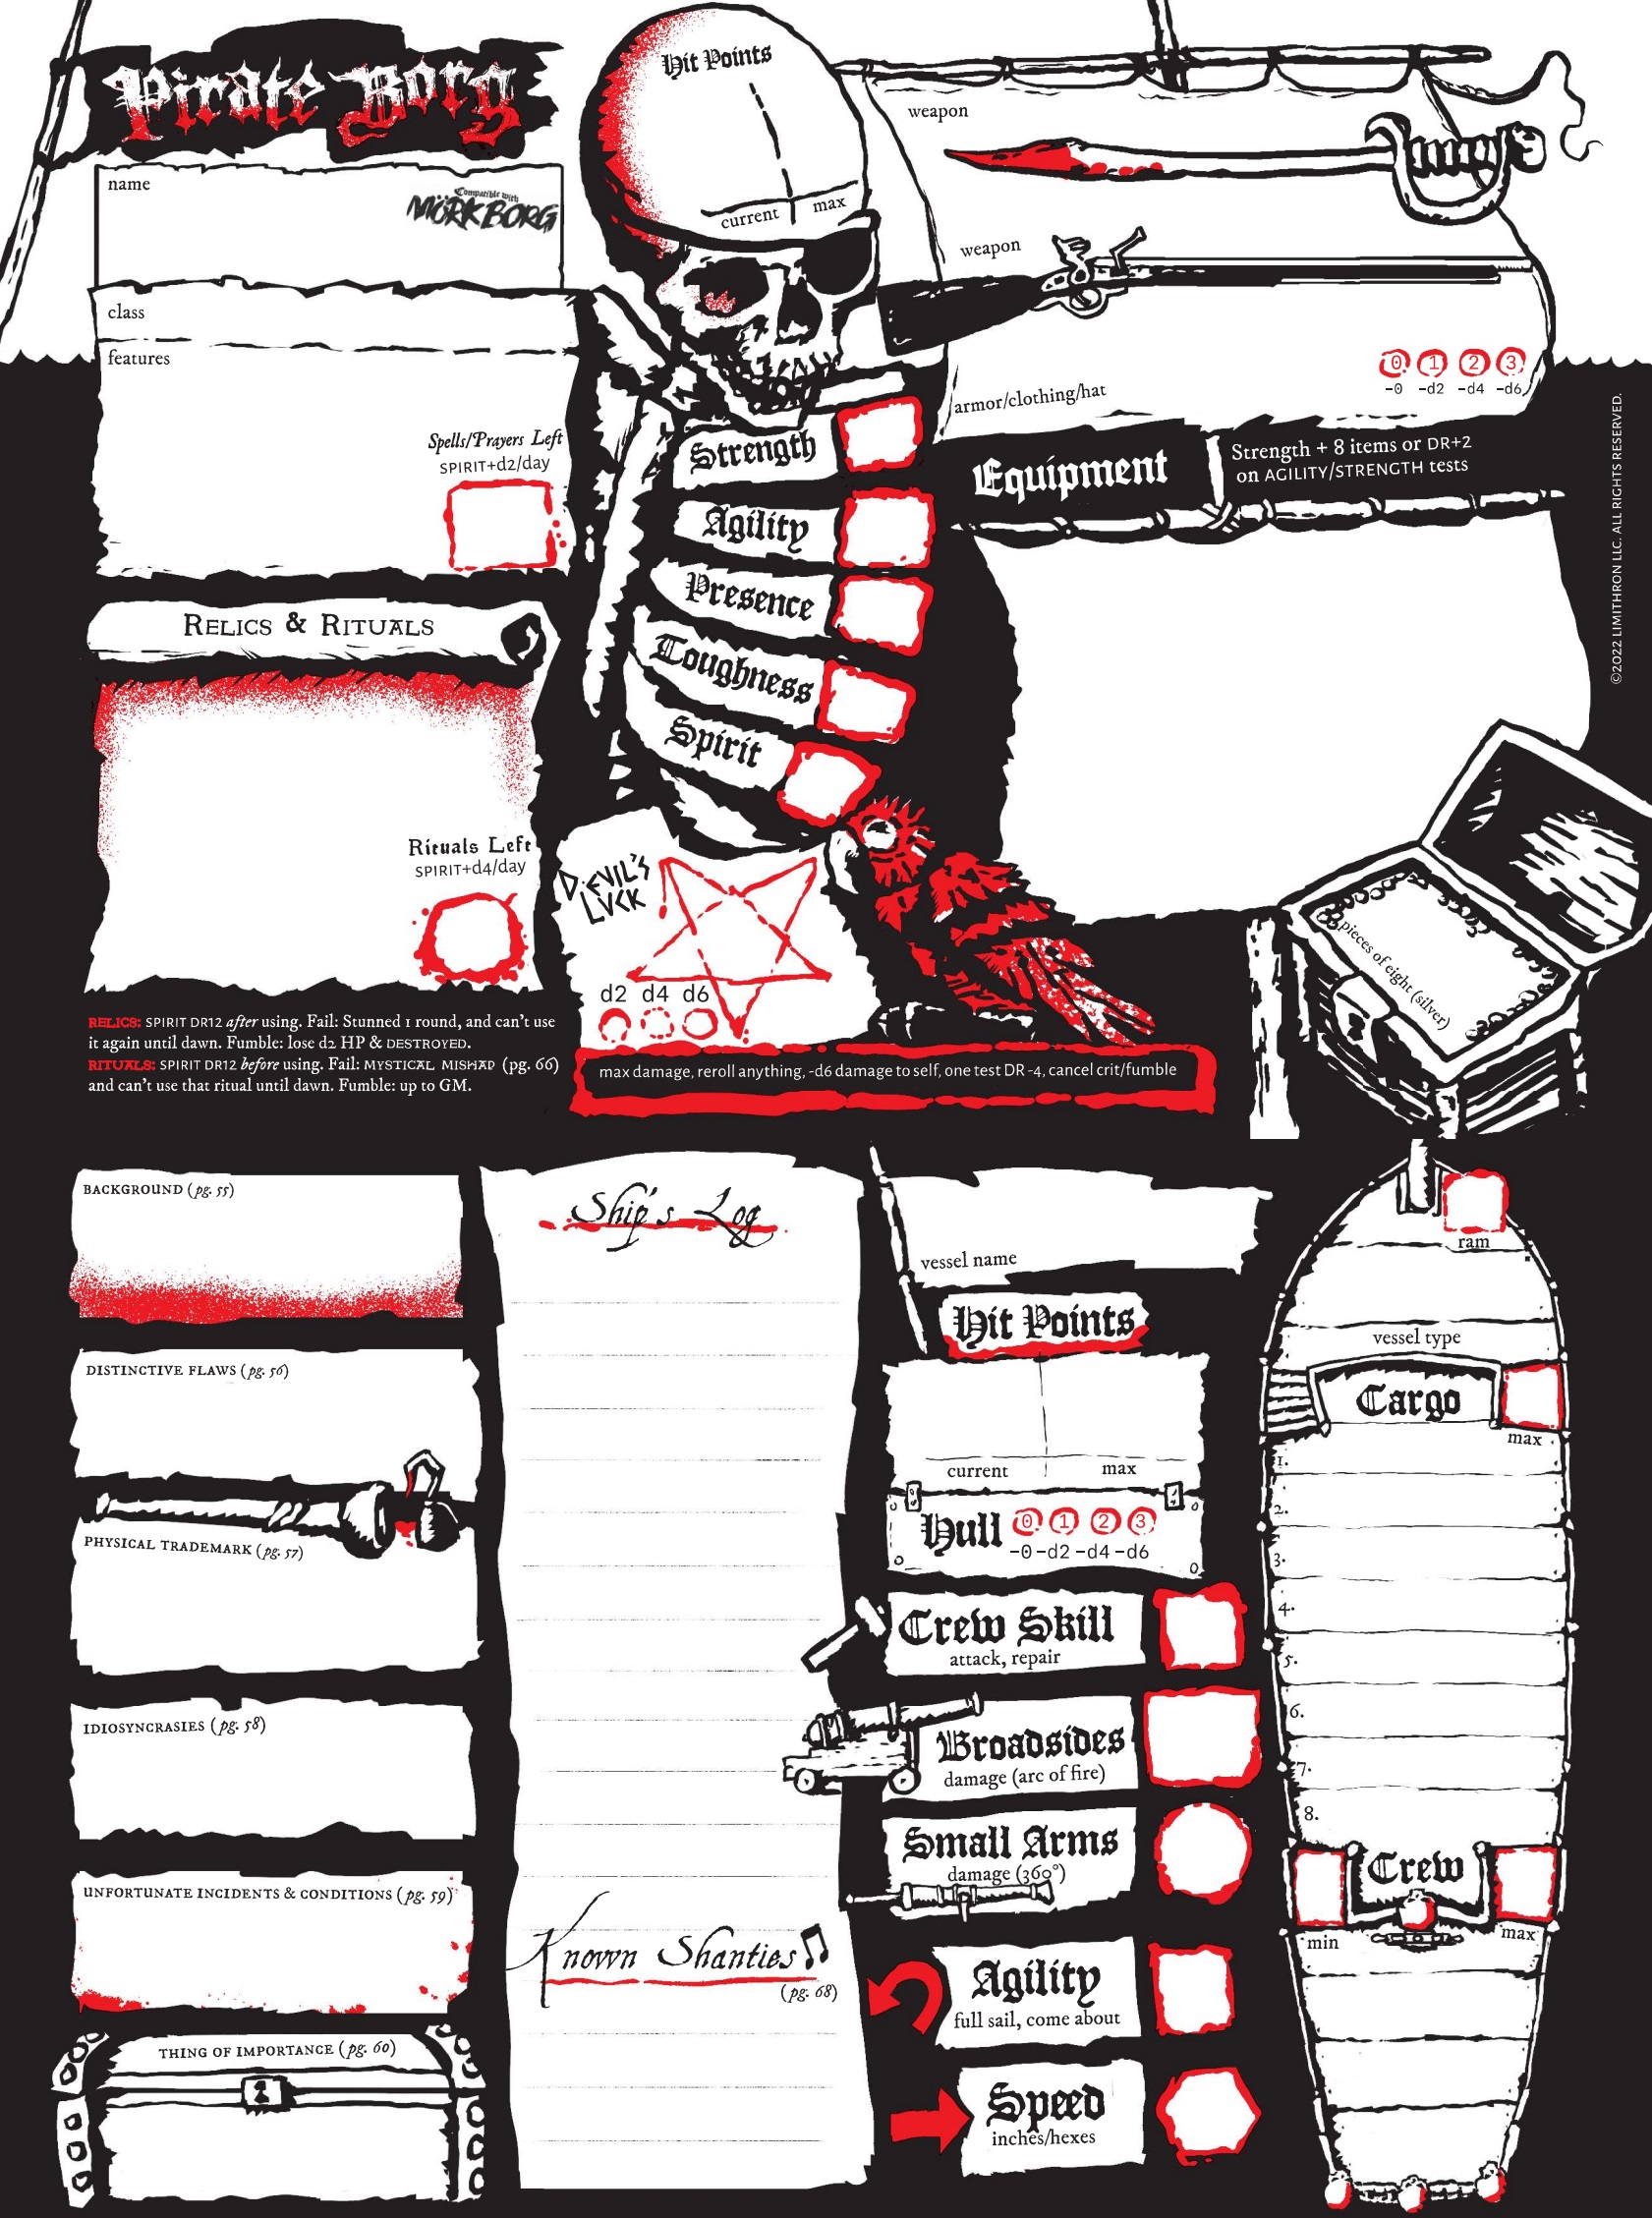 Pirate Borg
name
Compatible with
MÖRK BORG
class
features
Spells/Prayers Left
SPIRIT+d2/day
RELICS & RITUALS
Rituals Left
SPIRIT+d4/day
RELICS: SPIRIT DR12 after using. Fail: Stunned 1 round, and can't use
it again until dawn. Fumble: lose d2 HP & DESTROYED.
RITUALS: SPIRIT DR12 before using. Fail: MYSTICAL MISHAP (pg. 66)
and can't use that ritual until dawn. Fumble: up to GM.
Hit Points
current
max
Strength
Agility
Presence
Toughness
Spirit
DEVIL'S
LUCK
d2 d4 d6
max damage, reroll anything, -d6 damage to self, one test DR -4, cancel crit/fumble
weapon
weapon
armor/clothing/hat
0 1 2 3
-0 -d2 -d4 -d6
Equipment
Strength + 8 items or DR+2
on AGILITY/STRENGTH tests
pieces of eight (silver)
©2022 LIMITHRON LLC. ALL RIGHTS RESERVED.
BACKGROUND (pg. 55)
DISTINCTIVE FLAWS (pg. 56)
PHYSICAL TRADEMARK (pg. 57)
IDIOSYNCRASIES (pg. 58)
UNFORTUNATE INCIDENTS & CONDITIONS (pg. 59)
THING OF IMPORTANCE (pg. 60)
Ship's Log
Known Shanties
(pg. 68)
vessel name
Hit Points
current
max
Hull 0 1 2 3
-0 -d2 -d4 -d6
Crew Skill
attack, repair
Broadsides
damage (arc of fire)
Small Arms
damage (360°)
Agility
full sail, come about
Speed
inches/hexes
ram
vessel type
Cargo
max
1.
2.
3.
4.
5.
6.
7.
8.
Crew
min
max